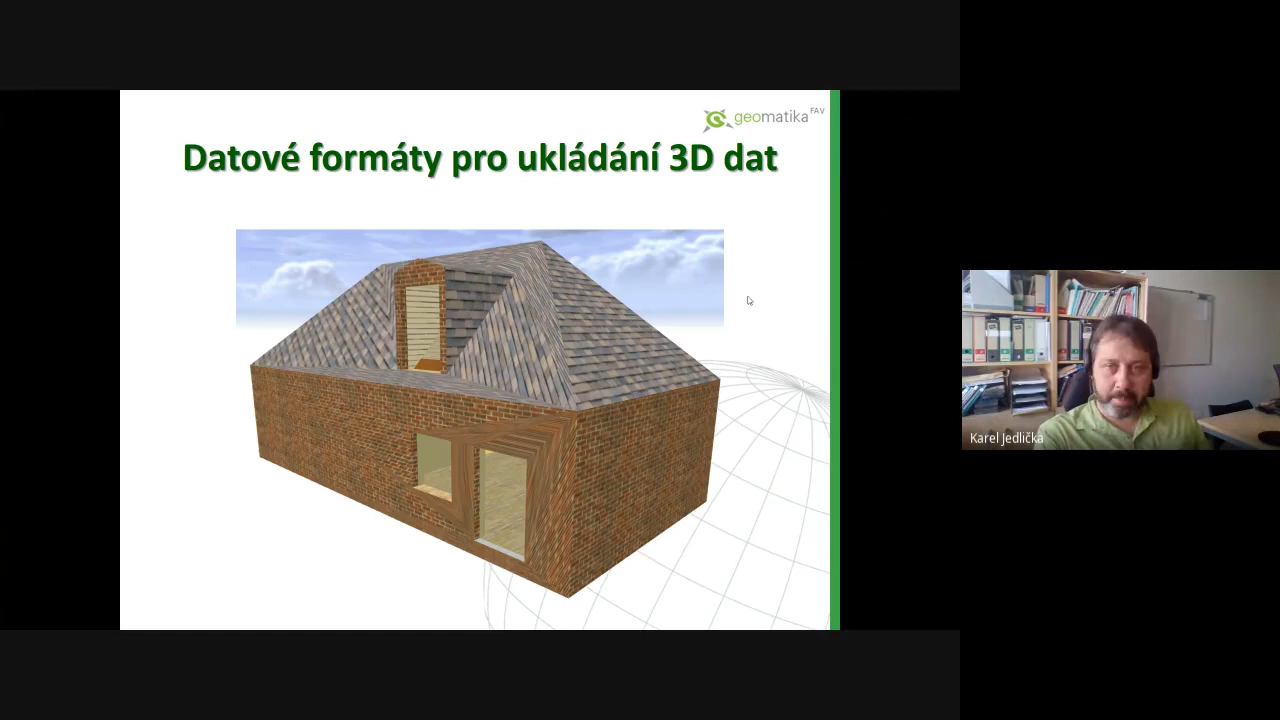 geomatika FAV
Datové formáty pro ukládání 3D dat
Karel Jedlička